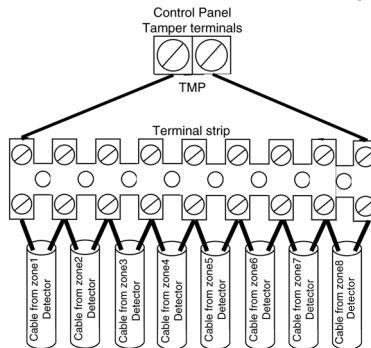 Control Panel
Tamper terminals
TMP
Terminal strip
Cable from zone1
Detector
Cable from zone2
Detector
Cable from zone3
Detector
Cable from zone4
Detector
Cable from zone5
Detector
Cable from zone6
Detector
Cable from zone7
Detector
Cable from zone8
Detector